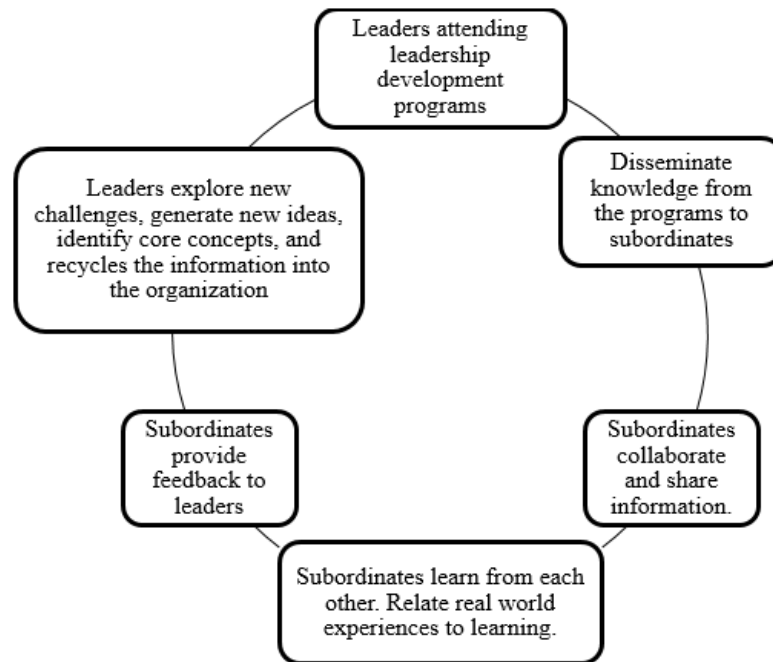 Leaders attending
leadership
development
programs
Disseminate
knowledge from
the programs to
subordinates
Subordinates
collaborate
and share
information.
Subordinates learn from each
other. Relate real world
experiences to learning.
Subordinates
provide
feedback to
leaders
Leaders explore new
challenges, generate new ideas,
identify core concepts, and
recycles the information into
the organization